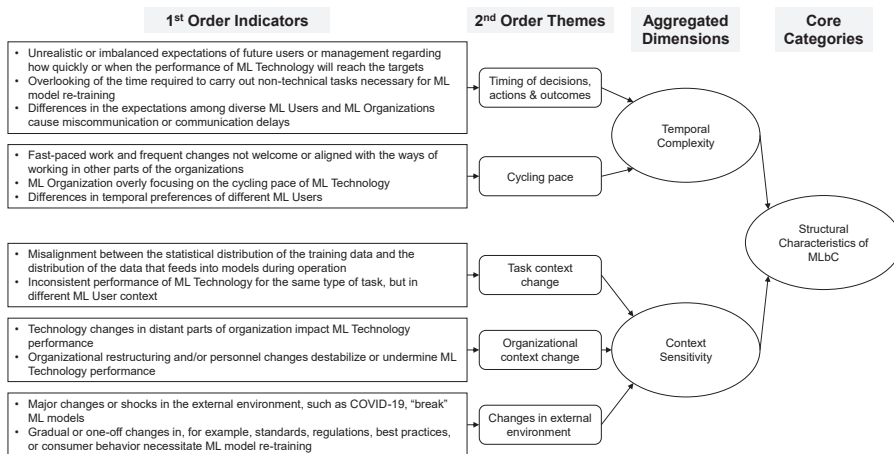 1st Order Indicators
2nd Order Themes
Aggregated
Dimensions
Core
Categories
• Unrealistic or imbalanced expectations of future users or management regarding
how quickly or when the performance of ML Technology will reach the targets
• Overlooking of the time required to carry out non-technical tasks necessary for ML
model re-training
• Differences in the expectations among diverse ML Users and ML Organizations
cause miscommunication or communication delays
Timing of decisions,
actions & outcomes
• Fast-paced work and frequent changes not welcome or aligned with the ways of
working in other parts of the organizations
• ML Organization overly focusing on the cycling pace of ML Technology
• Differences in temporal preferences of different ML Users
Cycling pace
Temporal
Complexity
• Misalignment between the statistical distribution of the training data and the
distribution of the data that feeds into models during operation
• Inconsistent performance of ML Technology for the same type of task, but in
different ML User context
Task context
change
• Technology changes in distant parts of organization impact ML Technology
performance
• Organizational restructuring and/or personnel changes destabilize or undermine ML
Technology performance
Organizational
context change
• Major changes or shocks in the external environment, such as COVID-19, “break”
ML models
• Gradual or one-off changes in, for example, standards, regulations, best practices,
or consumer behavior necessitate ML model re-training
Changes in external
environment
Context
Sensitivity
Structural
Characteristics of
MLbC